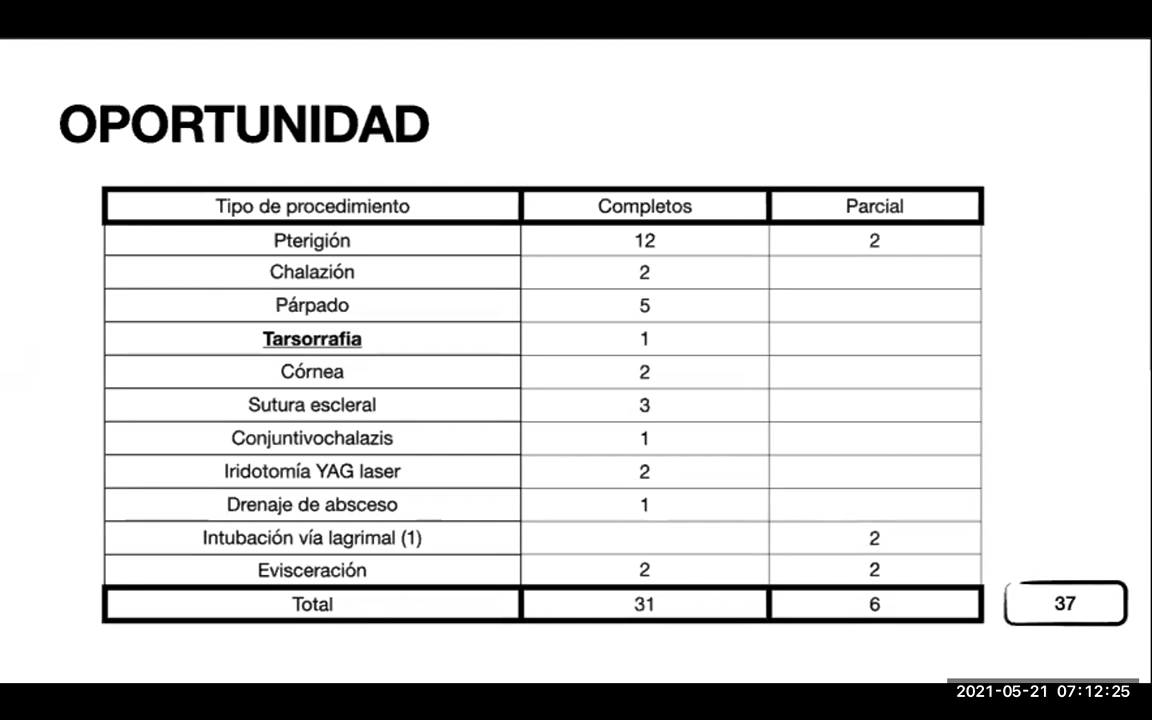 OPORTUNIDAD
Tipo de procedimiento Completos Parcial
Pterigión 12 2
Chalazión 2
Párpado 5
Tarsorrafia 1
Córnea 2
Sutura escleral 3
Conjuntivochalazis 1
Iridotomía YAG laser 2
Drenaje de absceso 1
Intubación vía lagrimal (1) 2
Evisceración 2 2
Total 31 6 37
2021-05-21 07:12:25